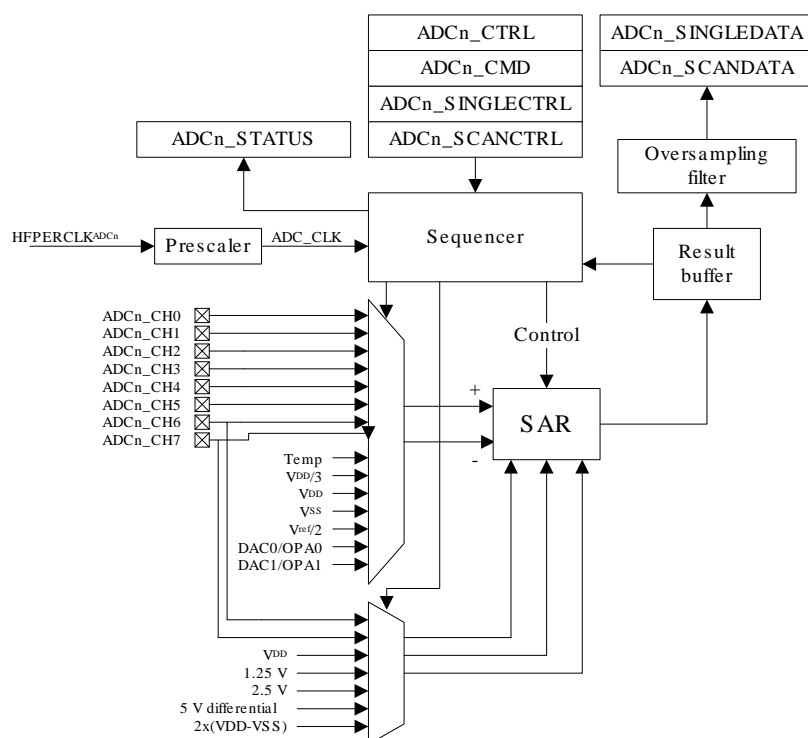 ADCn_CTRL
ADCn_CMD
ADCn_SINGLECTRL
ADCn_SCANCTRL
ADCn_SINGLEDATA
ADCn_SCANDATA
ADCn_STATUS
Oversampling
filter
HFPERCLKADCn
Prescaler
ADC_CLK
Sequencer
Result
buffer
ADCn_CH0
ADCn_CH1
ADCn_CH2
ADCn_CH3
ADCn_CH4
ADCn_CH5
ADCn_CH6
ADCn_CH7
Control
+
SAR
-
Temp
VDD/3
VDD
VSS
Vref/2
DAC0/OPA0
DAC1/OPA1
VDD
1.25 V
2.5 V
5 V differential
2x(VDD-VSS)